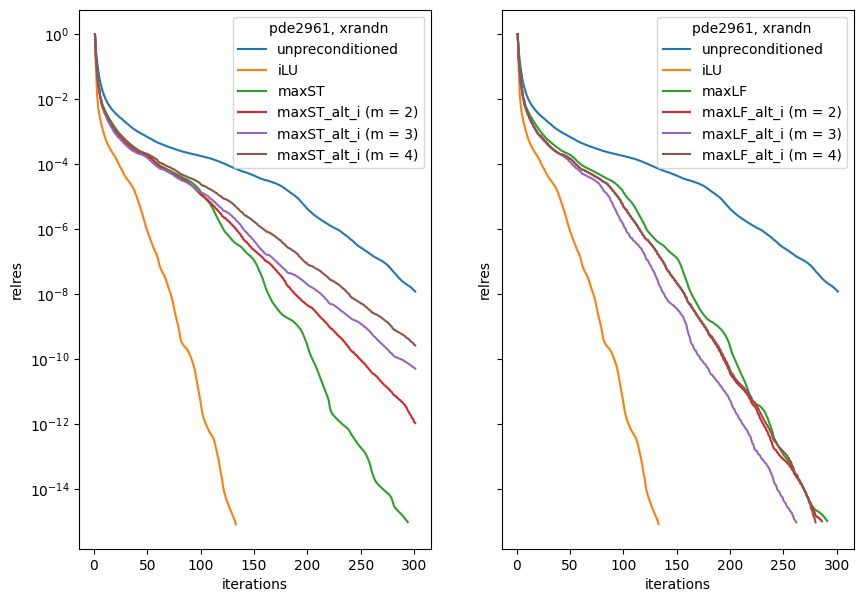 pde2961, xrandn
unpreconditioned
iLU
maxST
maxST_alt_i (m = 2)
maxST_alt_i (m = 3)
maxST_alt_i (m = 4)
10⁰
10⁻²
10⁻⁴
10⁻⁶
10⁻⁸
10⁻¹⁰
10⁻¹²
10⁻¹⁴
relres
0 50 100 150 200 250 300
iterations
pde2961, xrandn
unpreconditioned
iLU
maxLF
maxLF_alt_i (m = 2)
maxLF_alt_i (m = 3)
maxLF_alt_i (m = 4)
relres
0 50 100 150 200 250 300
iterations